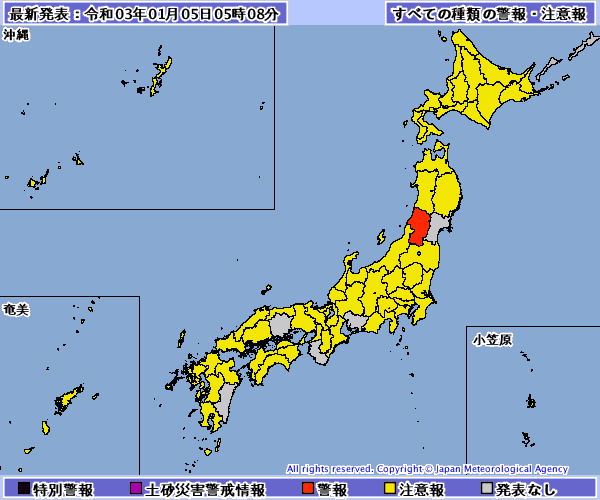 最新発表：令和03年01月05日05時08分
すべての種類の警報・注意報
沖縄
奄美
小笠原
All rights reserved. Copyright © Japan Meteorological Agency
特別警報
土砂災害警戒情報
警報
注意報
発表なし